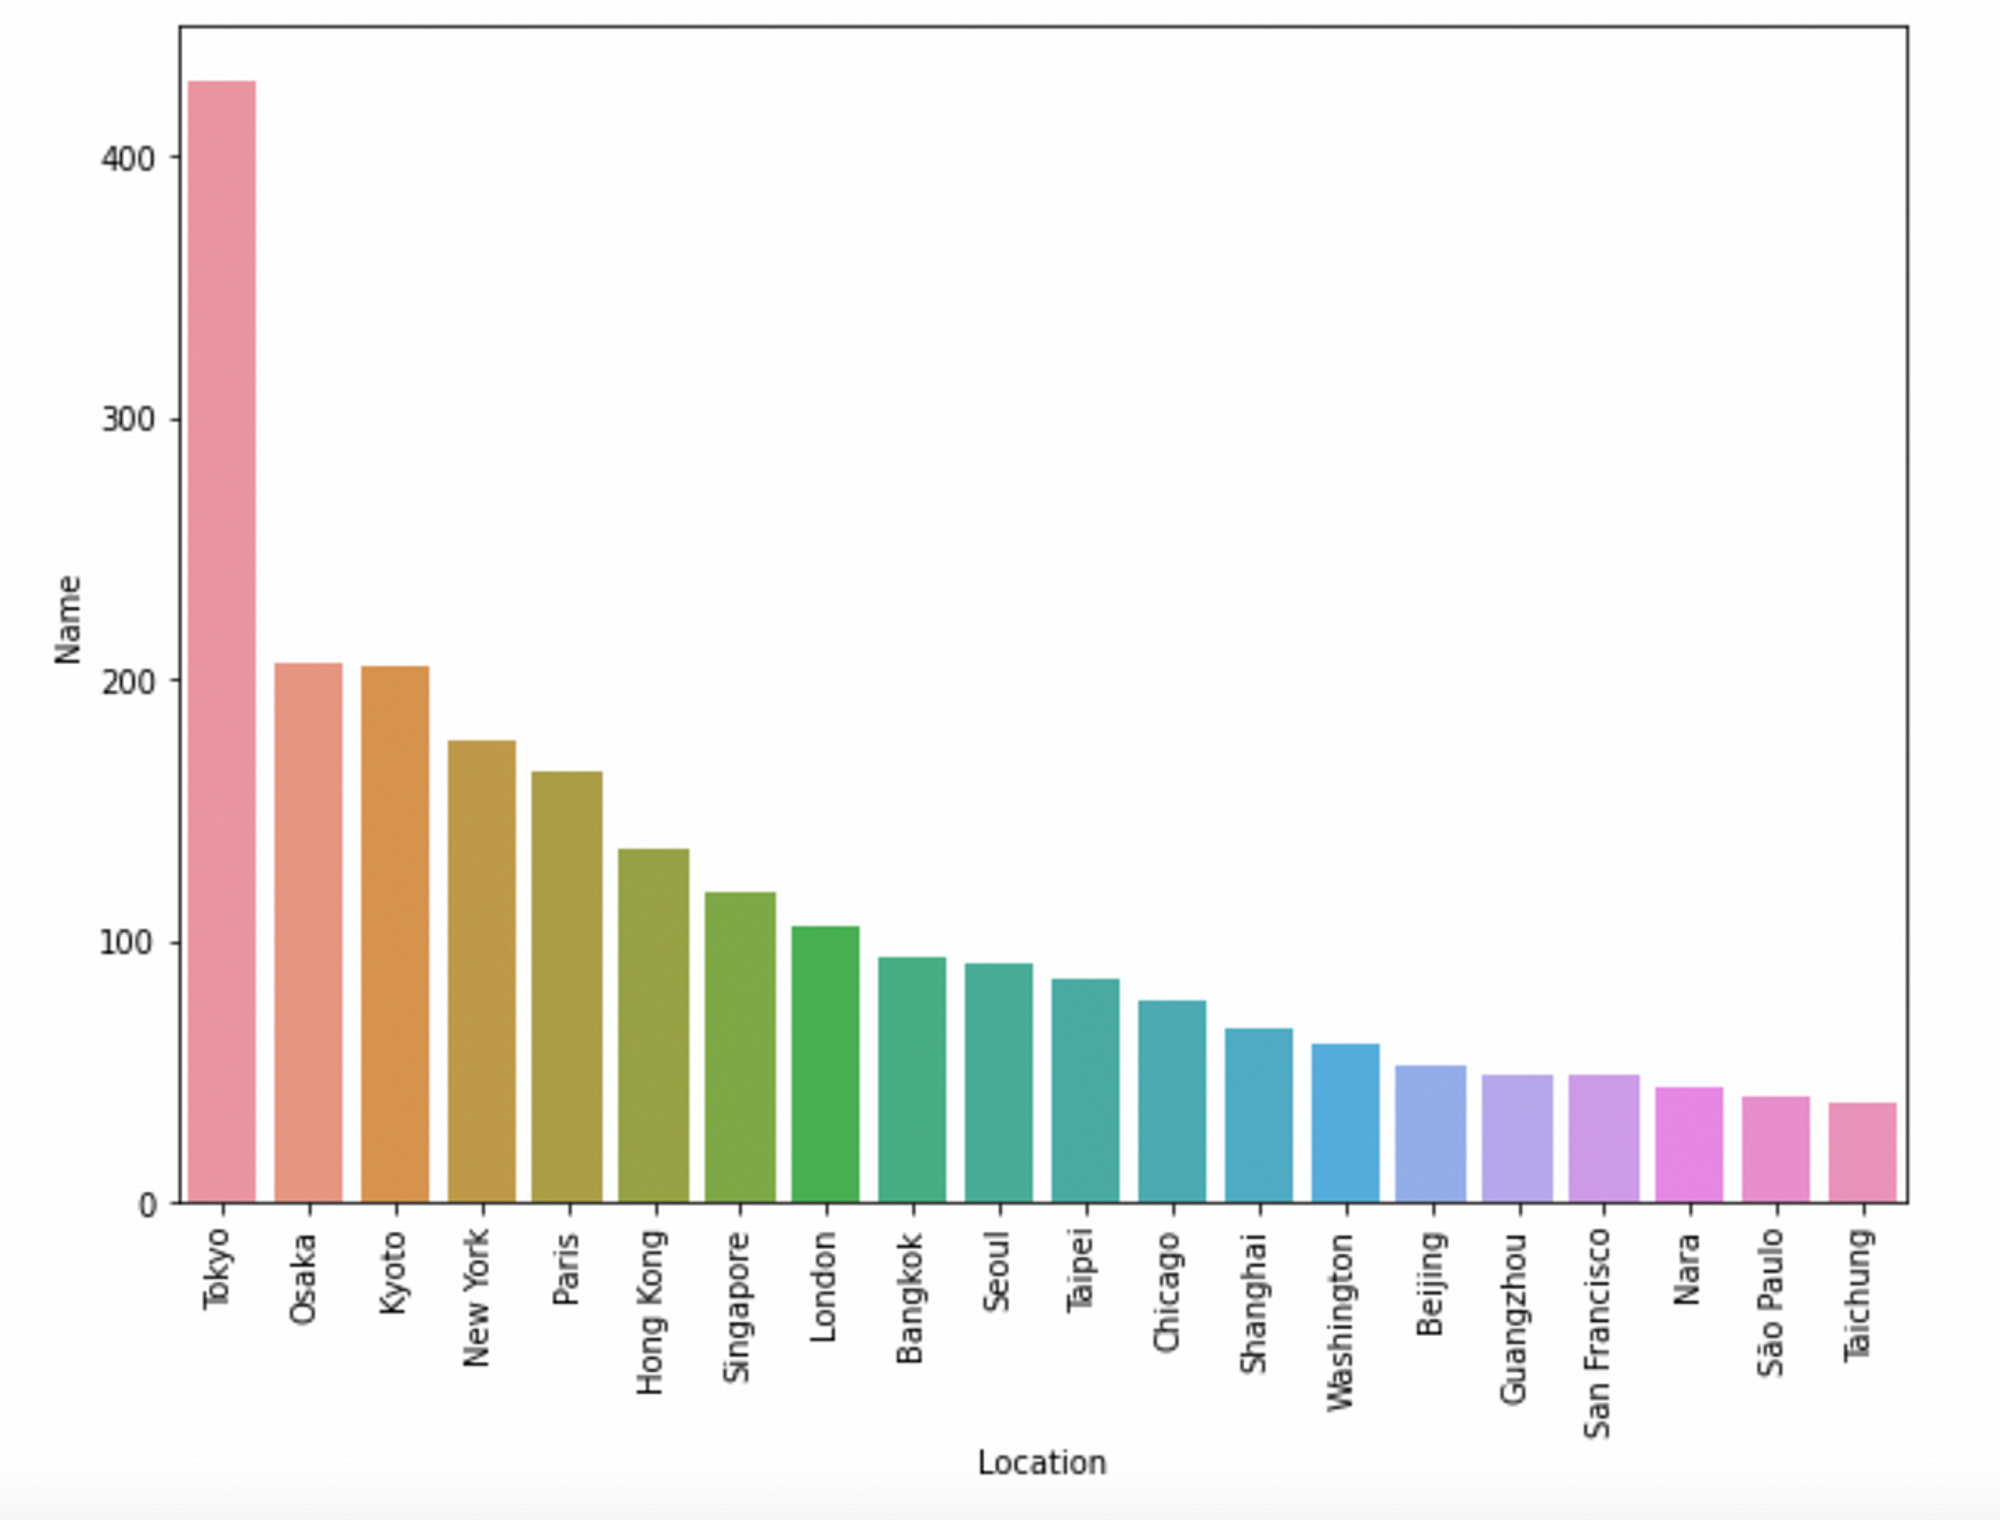 400
300
200
100
0
Name
Tokyo
Osaka
Kyoto
New York
Paris
Hong Kong
Singapore
London
Bangkok
Seoul
Taipei
Chicago
Shanghai
Washington
Beijing
Guangzhou
San Francisco
Nara
São Paulo
Taichung
Location